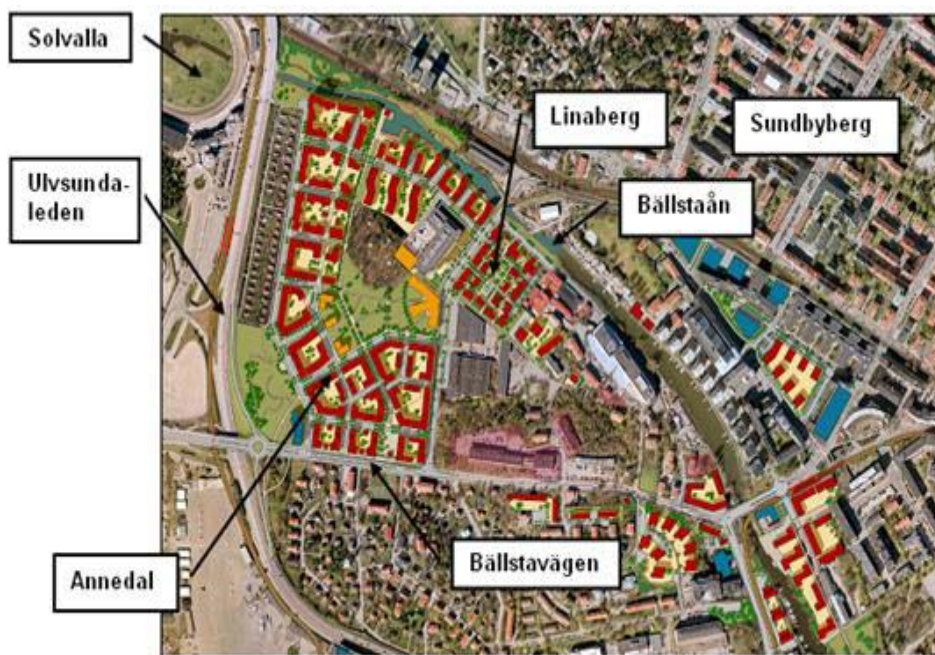 Solvalla
Linaberg
Sundbyberg
Ulvsunda-
leden
Bällstaån
Annedal
Bällstavägen